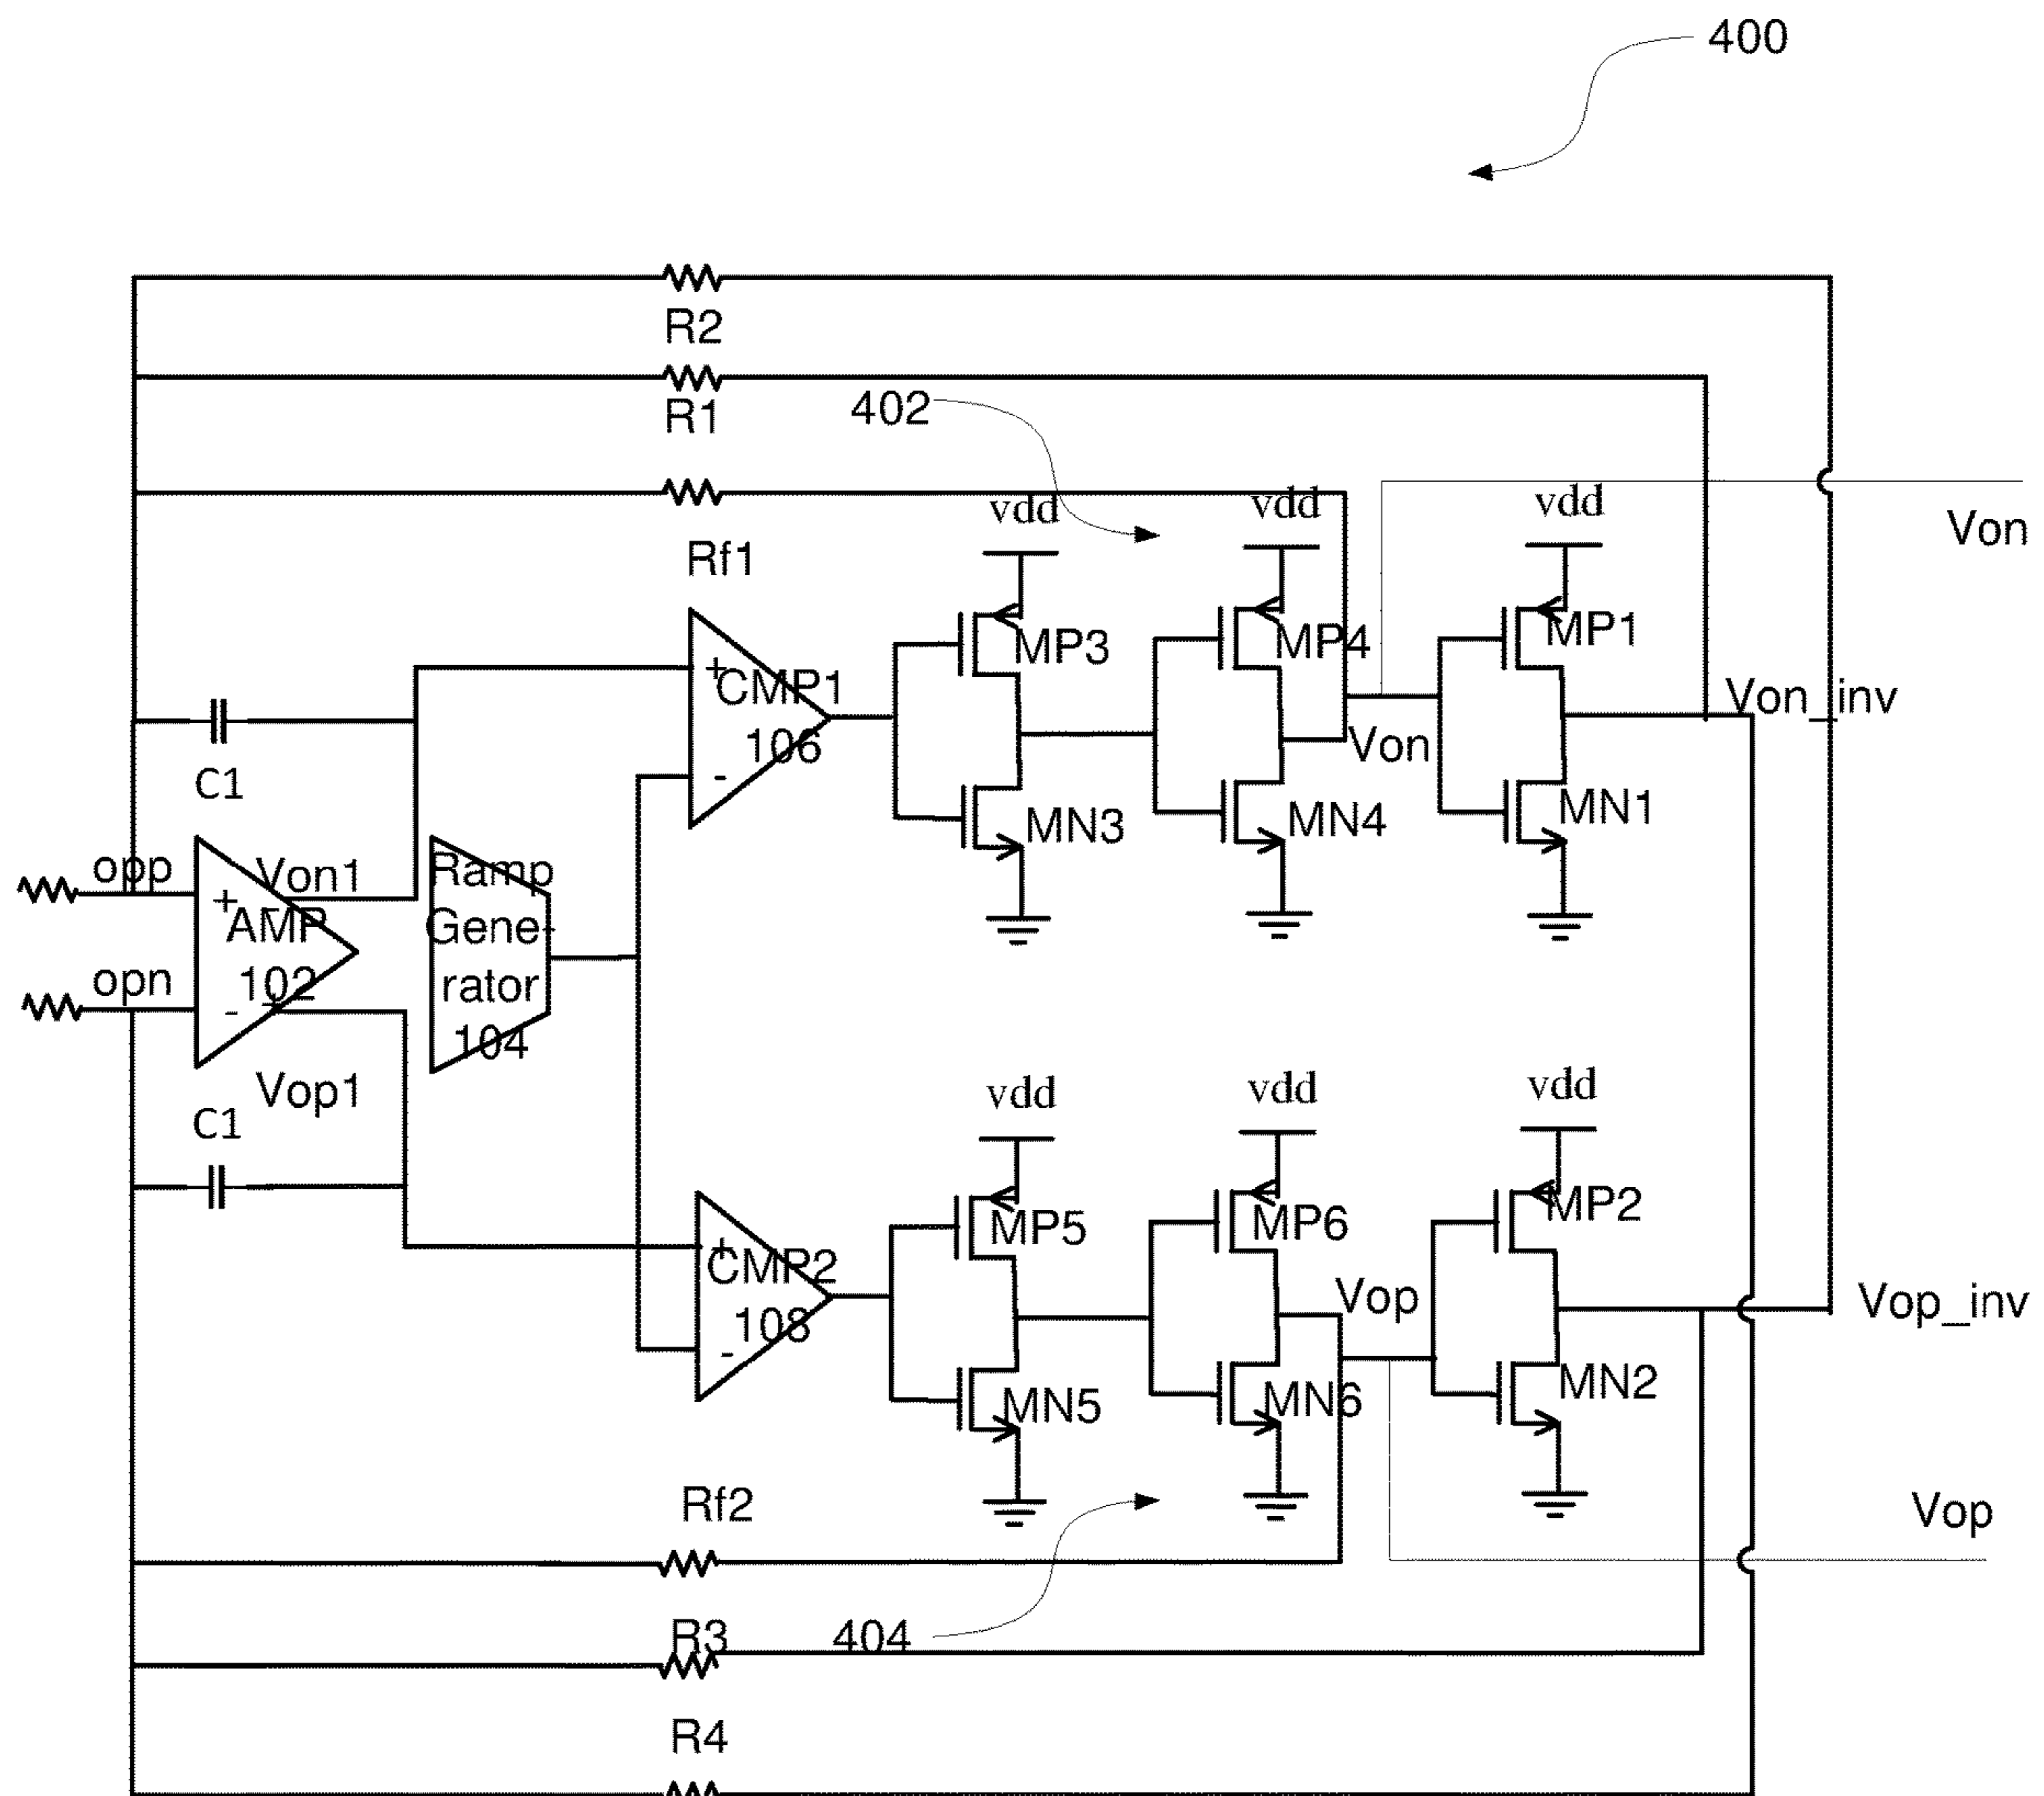 400
R2
R1
402
vdd
vdd
vdd
Von
Rf1
MP3
MP4
MP1
+
CMP1
106
-
Von_inv
Von
C1
MN3
MN4
MN1
opp
Von1
+
-
AMP
102
+
-
opn
Ramp
Gene-
rator
104
Vop1
C1
vdd
vdd
vdd
MP5
MP6
MP2
+
CMP2
108
-
Vop
Vop_inv
MN5
MN6
MN2
Rf2
Vop
R3
404
R4